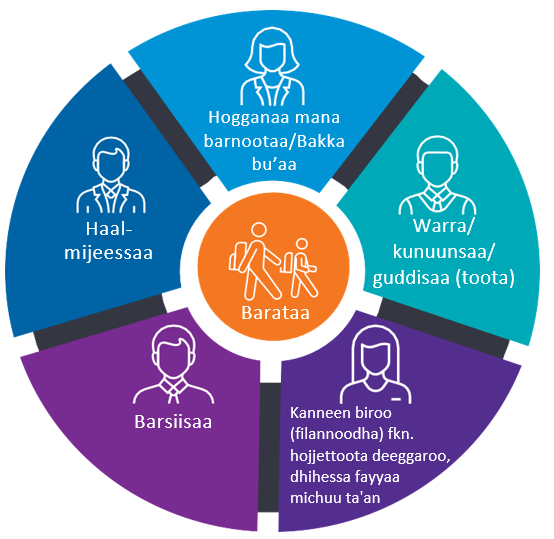 Hogganaa mana
barnootaa/Bakka
bu’aa
Haal-
mijeessaa
Warra/
kunuunsaa/
guddisaa (toota)
Barataa
Barsiisaa
Kanneen biroo
(filannoodha) fkn.
hojjettoota deeggaroo,
dhihessa fayyaa
michuu ta'an